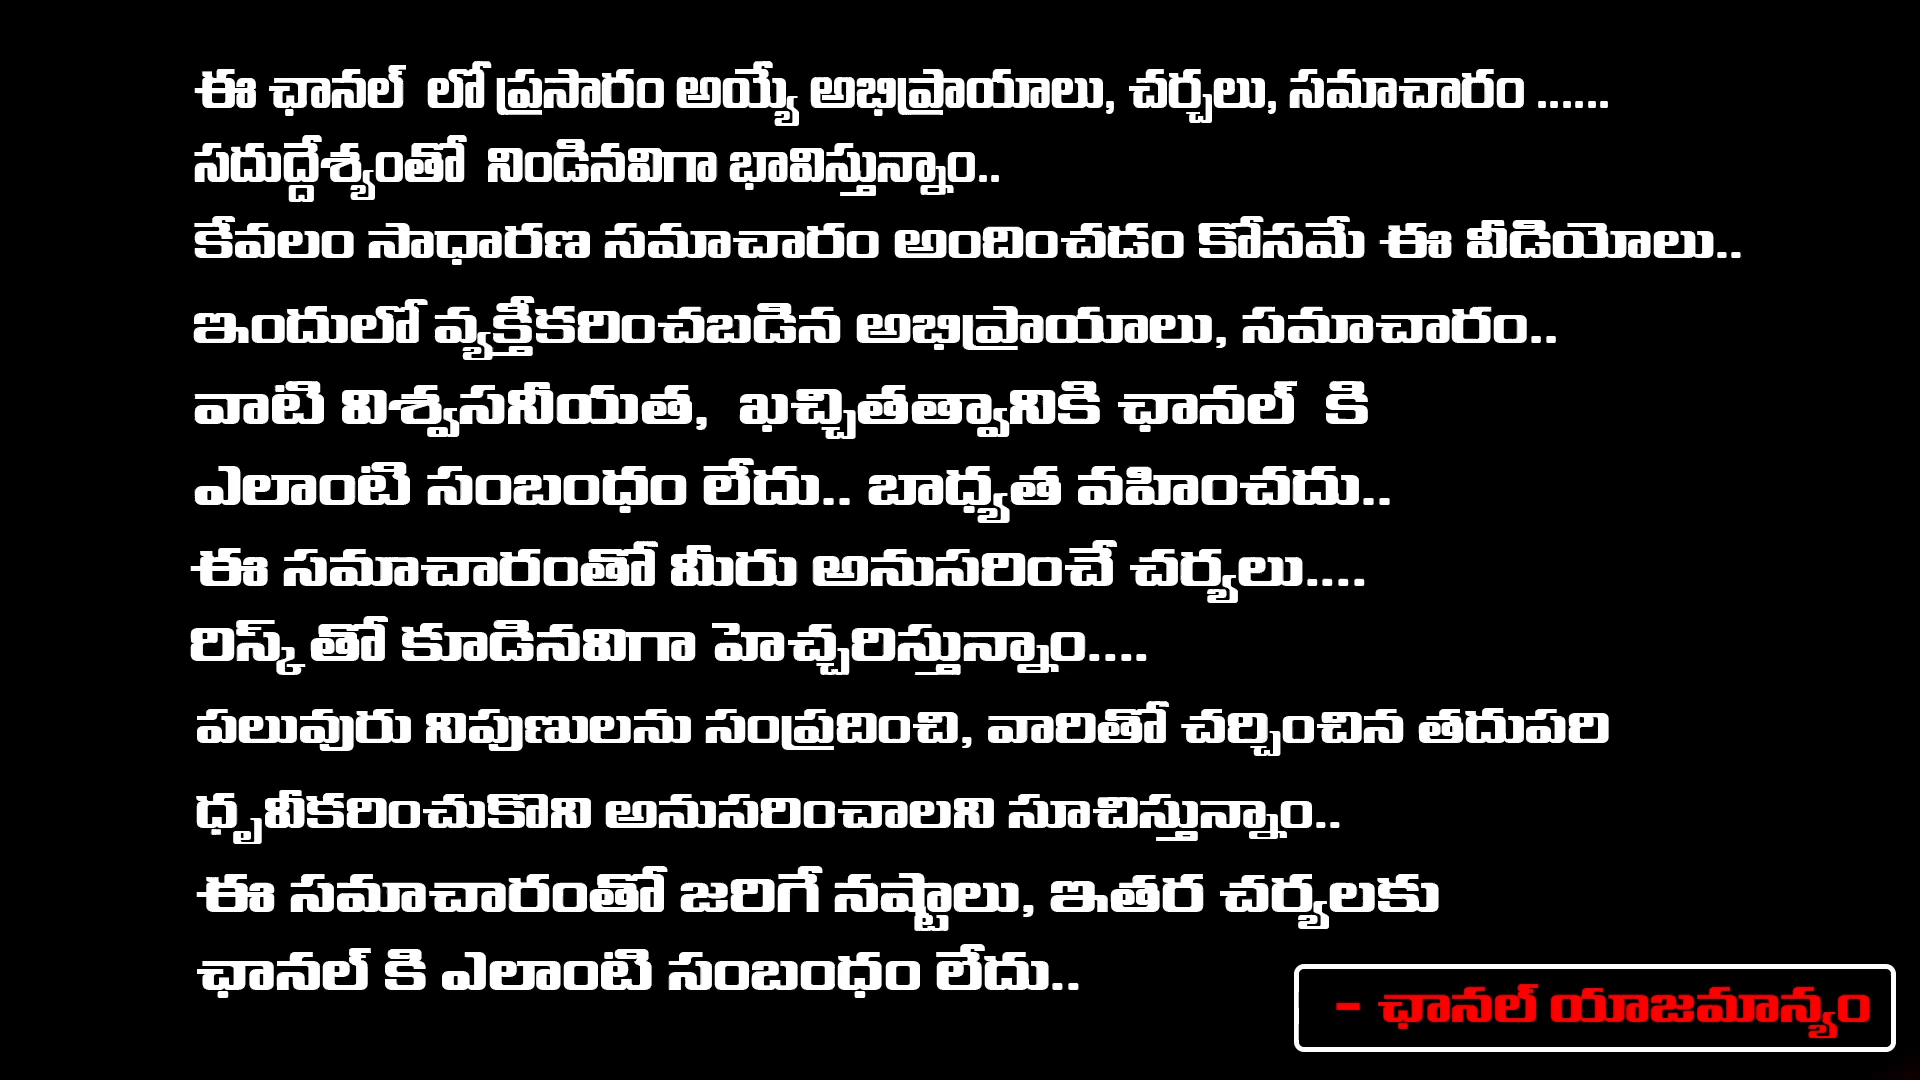 ఈ ఛానల్ లో ప్రసారం అయ్యే అభిప్రాయాలు, చర్చలు, సమాచారం ......
సదుద్దేశ్యంతో నిండినవిగా భావిస్తున్నాం..
కేవలం సాధారణ సమాచారం అందించడం కోసమే ఈ వీడియోలు..
ఇందులో వ్యక్తీకరించబడిన అభిప్రాయాలు, సమాచారం..
వాటి విశ్వసనీయత, ఖచ్చితత్వానికి ఛానల్ కి
ఎలాంటి సంబంధం లేదు.. బాధ్యత వహించదు..
ఈ సమాచారంతో మీరు అనుసరించే చర్యలు....
రిస్క్ తో కూడినవిగా హెచ్చరిస్తున్నాం....
పలువురు నిపుణులను సంప్రదించి, వారితో చర్చించిన తదుపరి
ధృవీకరించుకొని అనుసరించాలని సూచిస్తున్నాం..
ఈ సమాచారంతో జరిగే నష్టాలు, ఇతర చర్యలకు
ఛానల్ కి ఎలాంటి సంబంధం లేదు..
- ఛానల్ యాజమాన్యం